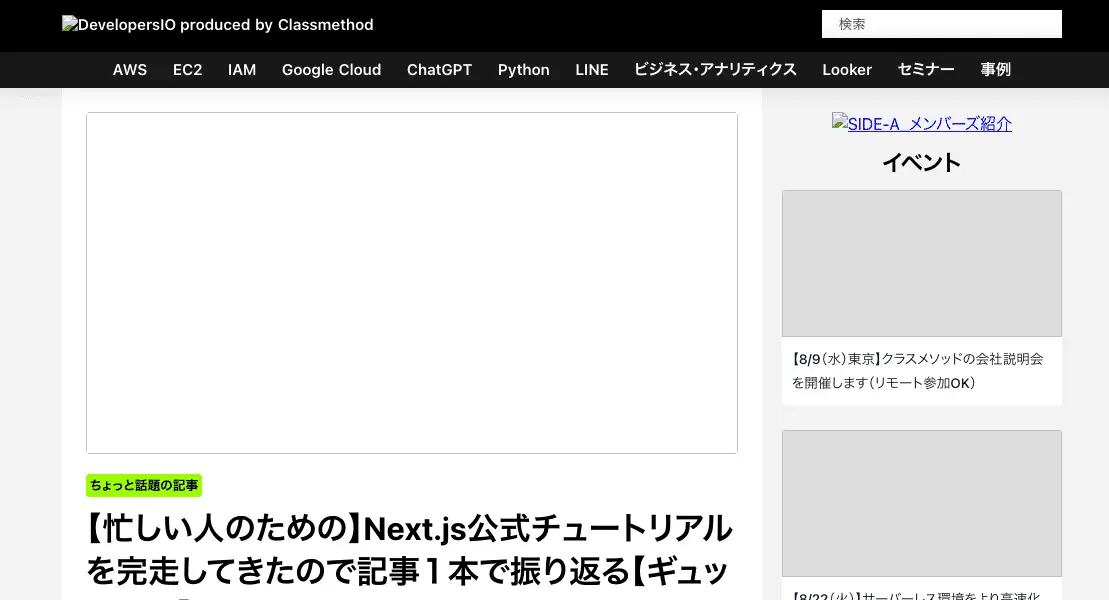 DevelopersIO produced by Classmethod
検索
AWS EC2 IAM Google Cloud ChatGPT Python LINE ビジネス・アナリティクス Looker セミナー 事例
SIDE-A_メンバーズ紹介
イベント
【8/9（水）東京】クラスメソッドの会社説明会
を開催します（リモート参加OK）
ちょっと話題の記事
【忙しい人のための】Next.js公式チュートリアル
を完走してきたので記事１本で振り返る【ギュッ
【8/22（火）】サーバーレス環境をより高速化